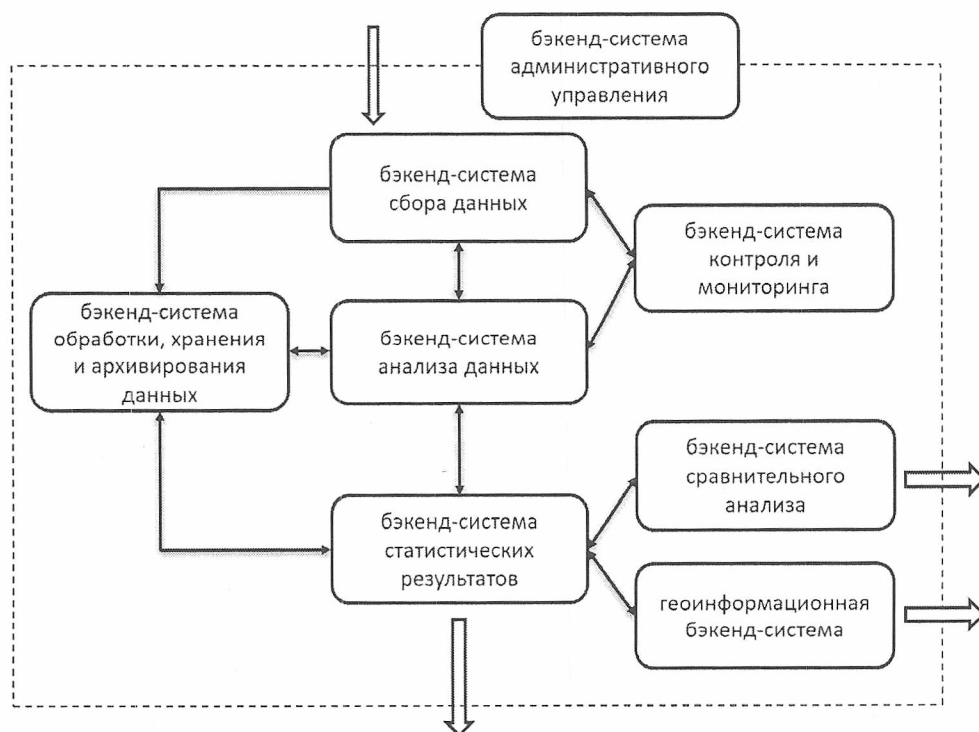 бэкенд-система
административного
управления
бэкенд-система
сбора данных
бэкенд-система
контроля и
мониторинга
бэкенд-система
обработки, хранения
и архивирования
данных
бэкенд-система
анализа данных
бэкенд-система
сравнительного
анализа
бэкенд-система
статистических
результатов
геоинформационная
бэкенд-система